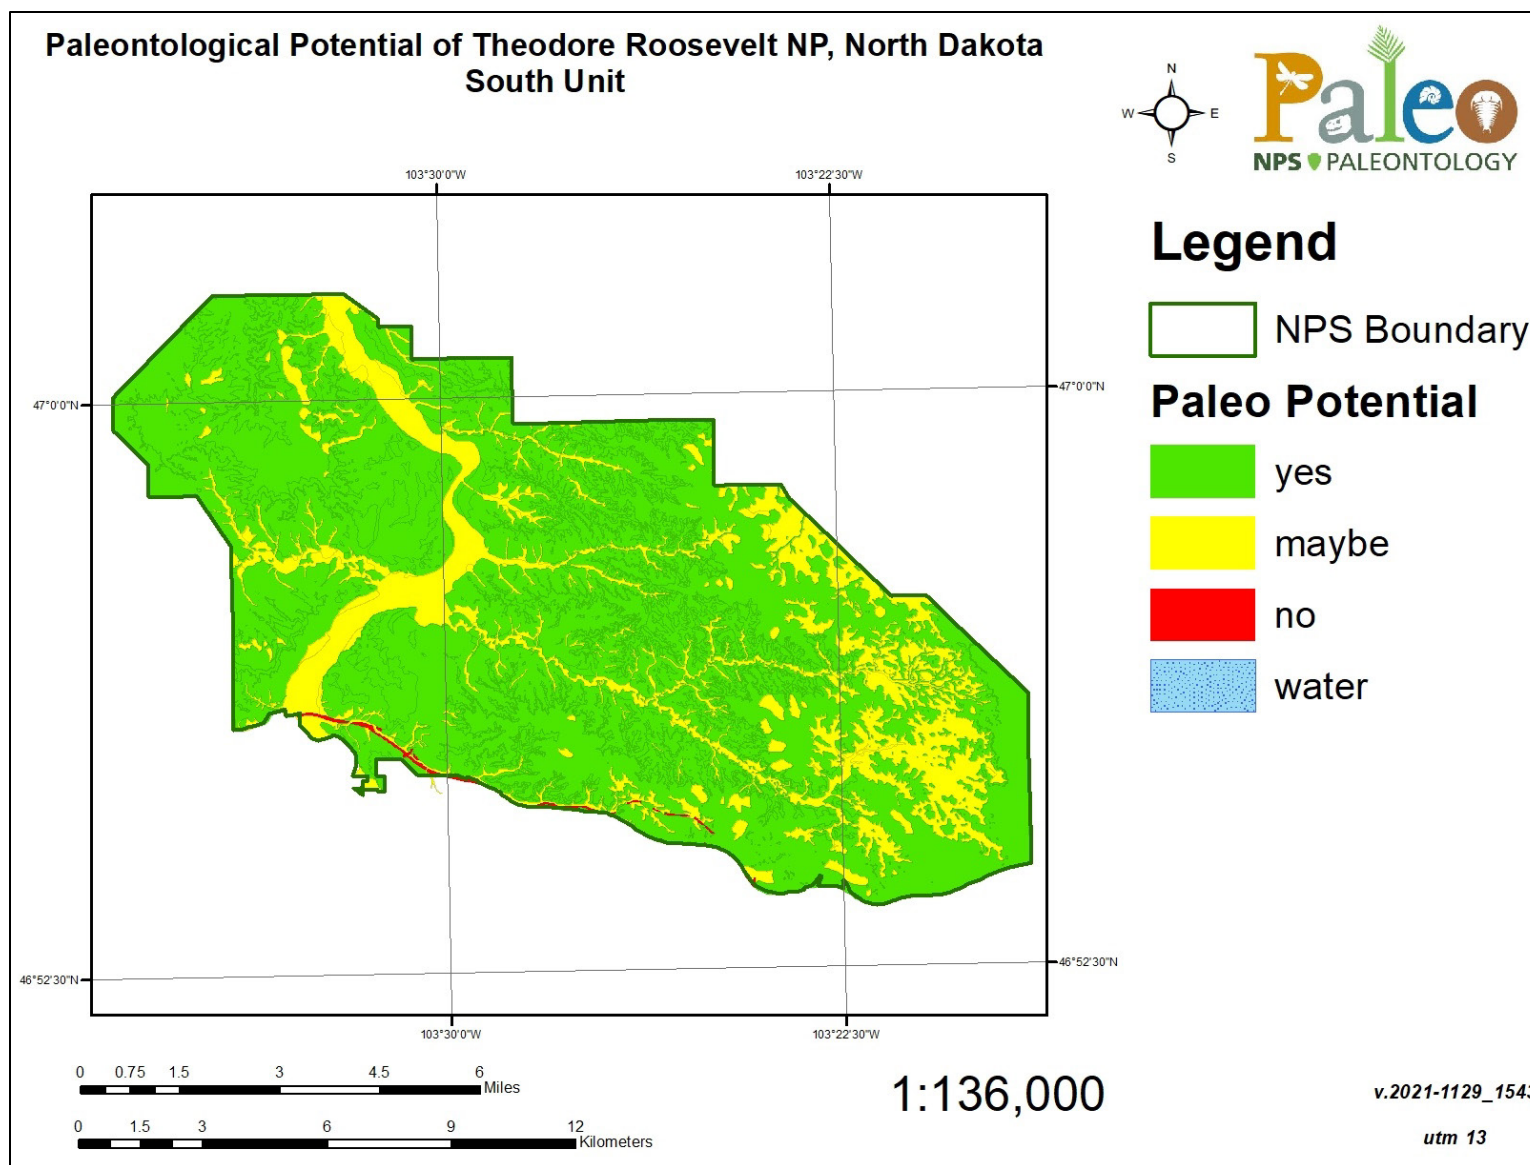 Paleontological Potential of Theodore Roosevelt NP, North Dakota
South Unit
N
W E
S
Paleo
NPS PALEONTOLOGY
103°30'0"W 103°22'30"W
47°0'0"N
47°0'0"N
46°52'30"N
46°52'30"N
103°30'0"W 103°22'30"W
Legend
NPS Boundary
Paleo Potential
yes
maybe
no
water
0 0.75 1.5 3 4.5 6
Miles
0 1.5 3 6 9 12
Kilometers
1:136,000
v.2021-1129_1543
utm 13